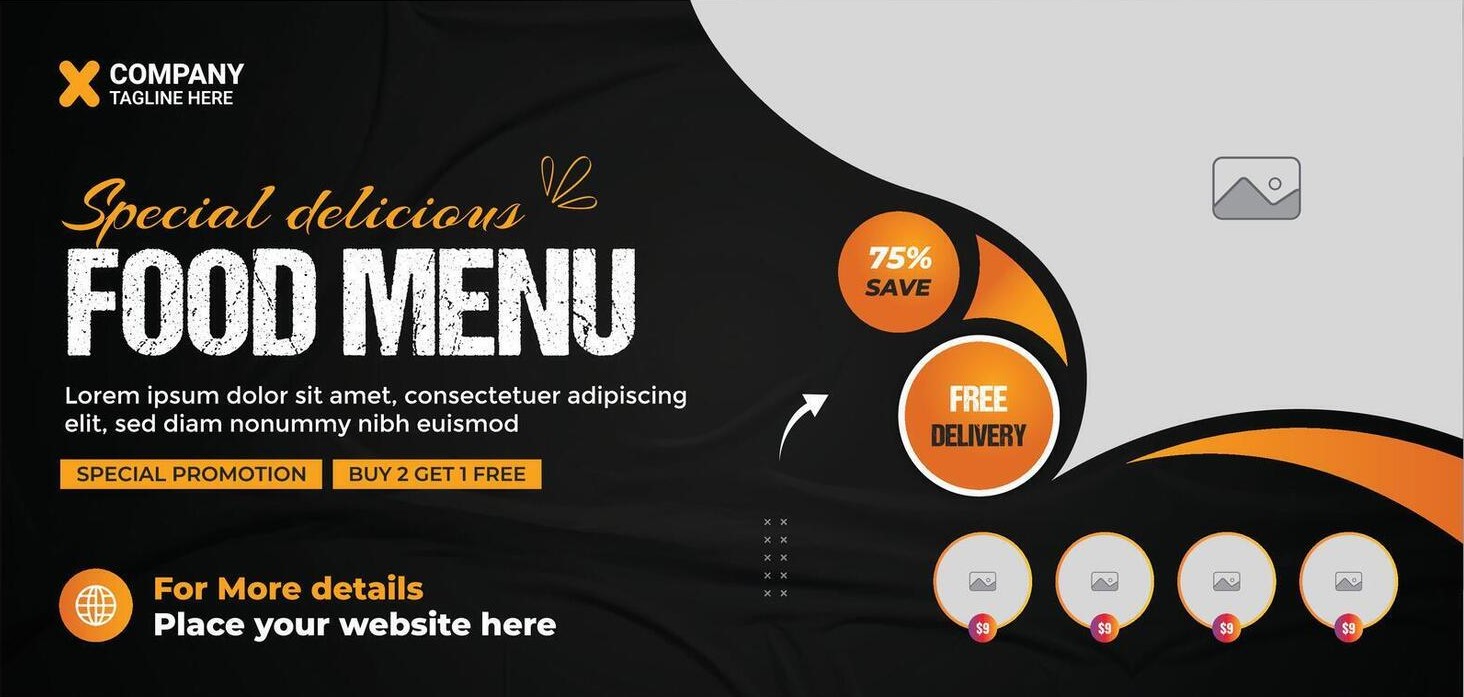 COMPANY
TAGLINE HERE
Special delicious
FOOD MENU
Lorem ipsum dolor sit amet, consectetuer adipiscing
elit, sed diam nonummy nibh euismod
SPECIAL PROMOTION
BUY 2 GET 1 FREE
For More details
Place your website here
75%
SAVE
FREE
DELIVERY
$9
$9
$9
$9